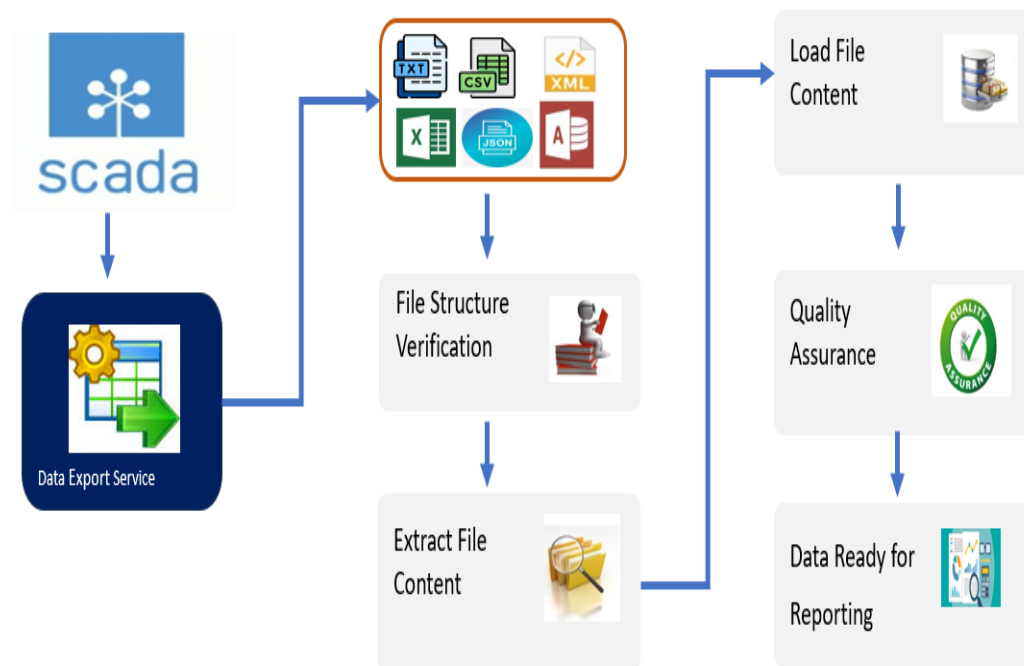 scada
Data Export Service
TXT
CSV
</>
XML
X
JSON
A
File Structure
Verification
Extract File
Content
Load File
Content
Quality
Assurance
QUALITY
ASSURANCE
Data Ready for
Reporting